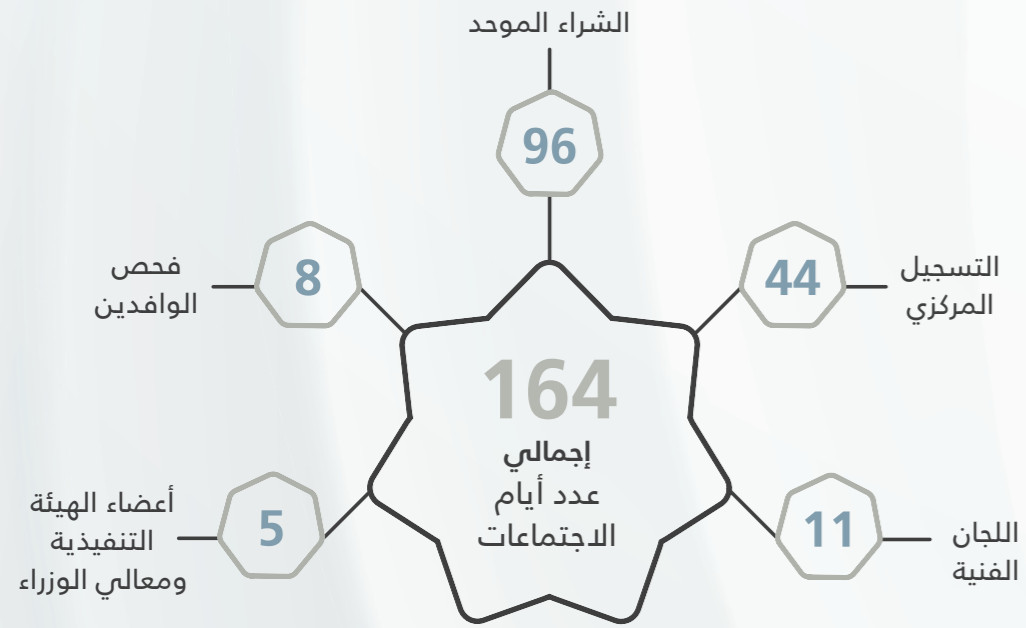 الشراء الموحد
96
التسجيل
المركزي
44
فحص
الوافدين
8
164
إجمالي
عدد أيام
الاجتماعات
اللجان
الفنية
11
أعضاء الهيئة
التنفيذية
ومعالي الوزراء
5